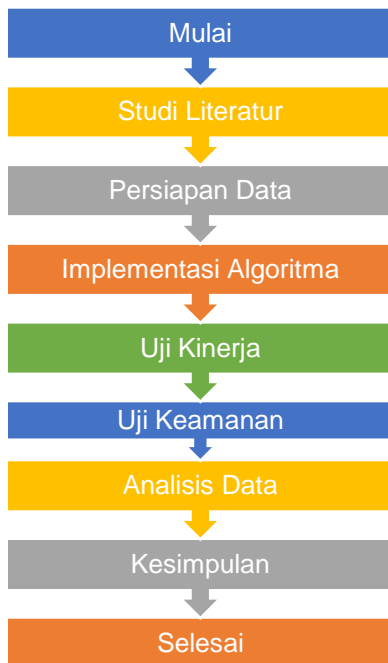 Mulai
Studi Literatur
Persiapan Data
Implementasi Algoritma
Uji Kinerja
Uji Keamanan
Analisis Data
Kesimpulan
Selesai